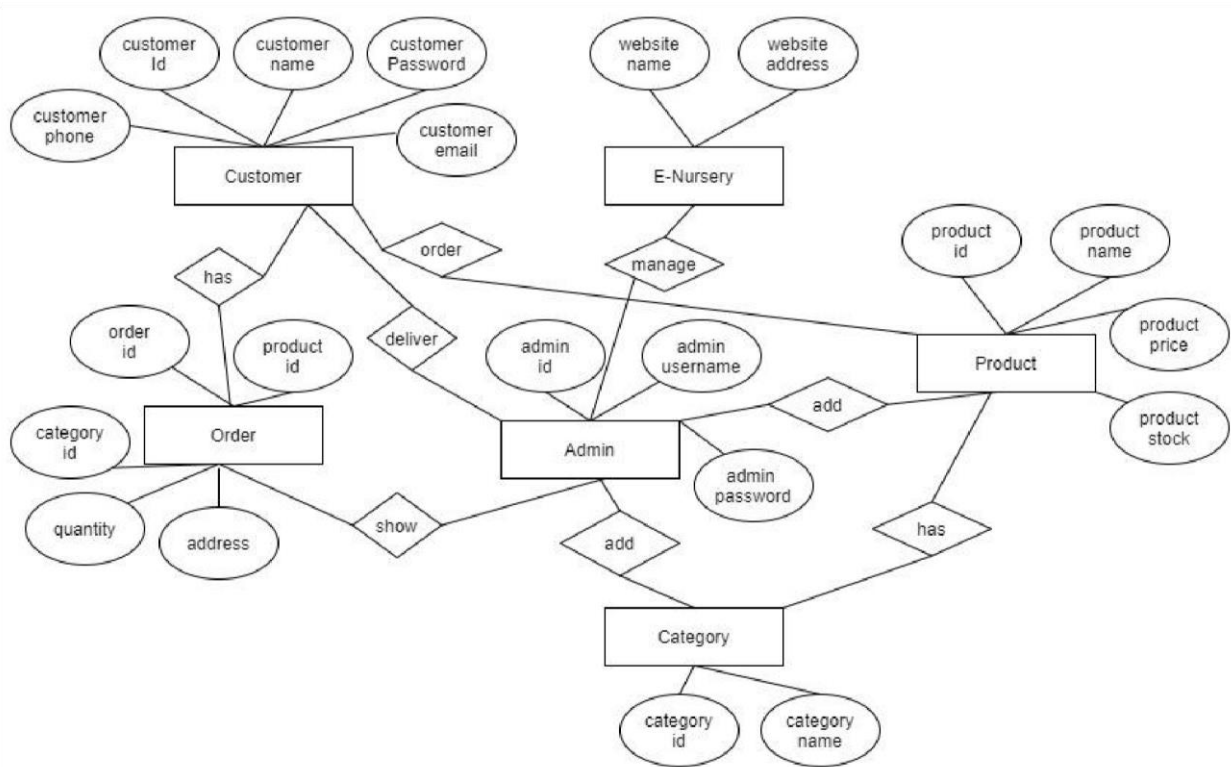 customer
Id
customer
name
customer
Password
website
name
website
address
customer
phone
customer
email
Customer
E-Nursery
order
manage
product
id
product
name
has
order
id
product
id
deliver
admin
id
admin
username
product
price
Product
add
category
id
Order
Admin
product
stock
admin
password
quantity
address
show
add
has
Category
category
id
category
name